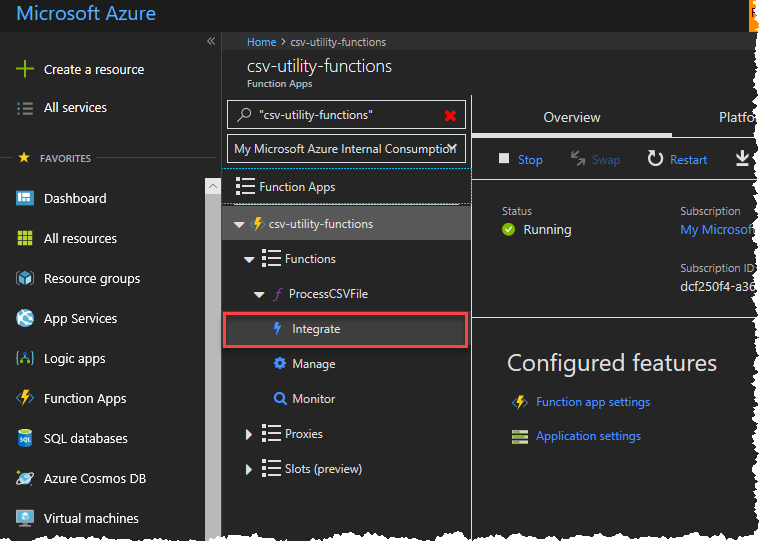 Microsoft Azure
Create a resource
All services
FAVORITES
Dashboard
All resources
Resource groups
App Services
Logic apps
Function Apps
SQL databases
Azure Cosmos DB
Virtual machines
Home > csv-utility-functions
csv-utility-functions
Function Apps
"csv-utility-functions"
My Microsoft Azure Internal Consumption
Function Apps
csv-utility-functions
Functions
ProcessCSVFile
Integrate
Manage
Monitor
Proxies
Slots (preview)
Overview
Platfo
Stop Swap Restart
Status
Running
Subscription
My Microsoft
Subscription ID
dcf250f4-a36
Configured features
Function app settings
Application settings